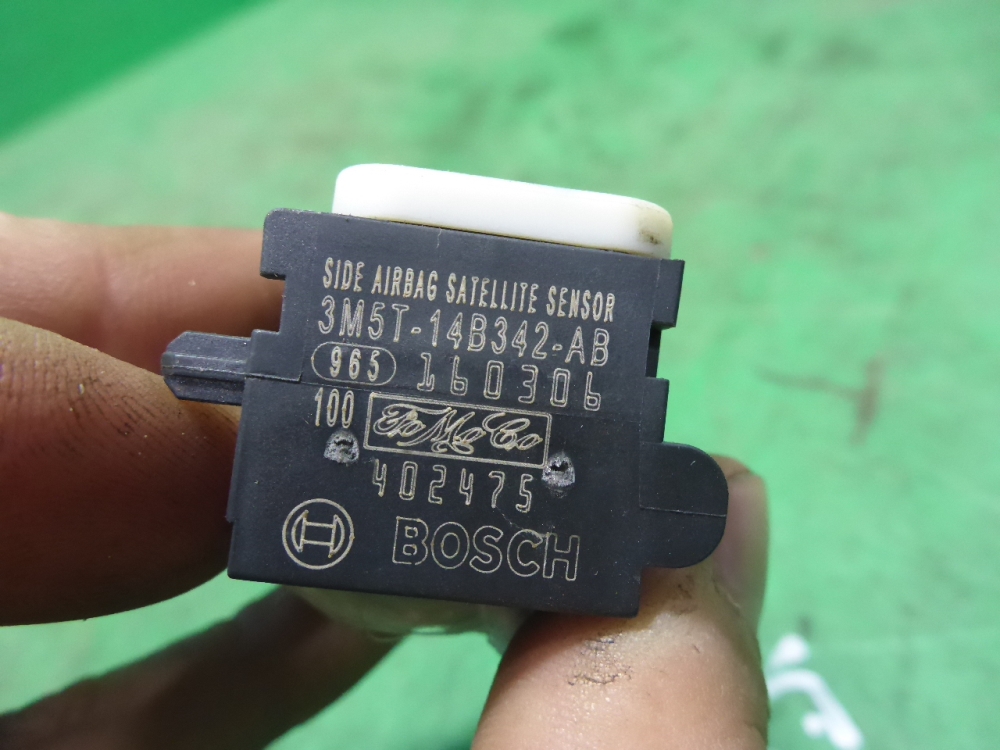 SIDE AIRBAG SATELLITE SENSOR
3M5T-14B342-AB
965 160306
100 FoMoCo
402475
BOSCH